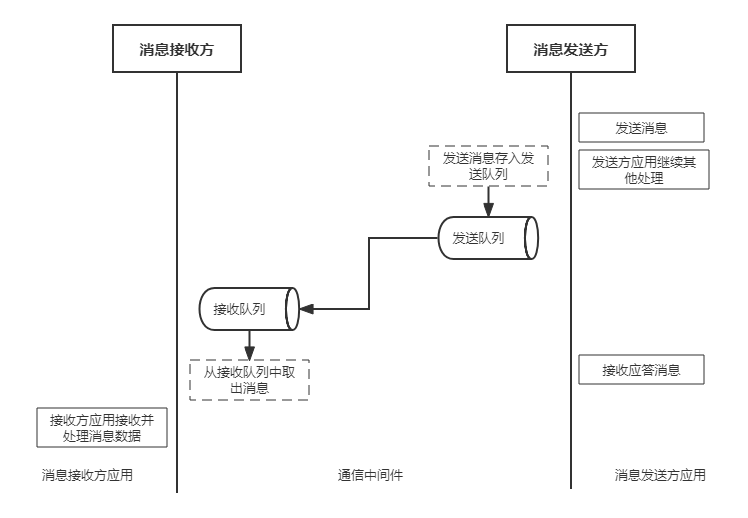 消息接收方
消息发送方
发送消息
发送消息存入发
送队列
发送方应用继续其
他处理
发送队列
接收队列
从接收队列中取
出消息
接收应答消息
接收方应用接收并
处理消息数据
消息接收方应用
通信中间件
消息发送方应用